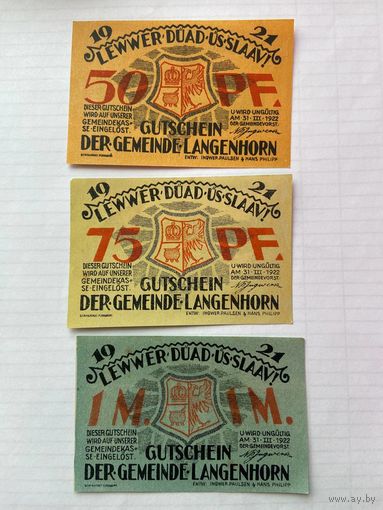 19 21
LEWWER·DUAD·ÜS·SLAAV!
50 PF.
DIESER GUTSCHEIN
WIRD AUF UNSERER
GEMEINDEKAS=
SE·EINGELÖST.
U·WIRD·UNGÜLTIG
AM·31·III·1922
DER·GEMEINDEVORST.
GUTSCHEIN
DER·GEMEINDE·LANGENHORN
ENTW: INGWER PAULSEN & HANS PHILIPP
19 21
LEWWER·DUAD·ÜS·SLAAV!
75 PF.
DIESER GUTSCHEIN
WIRD AUF UNSERER
GEMEINDEKAS=
SE·EINGELÖST.
U·WIRD·UNGÜLTIG
AM·31·III·1922
DER·GEMEINDEVORST.
GUTSCHEIN
DER·GEMEINDE·LANGENHORN
ENTW: INGWER PAULSEN & HANS PHILIPP
19 21
LEWWER·DUAD·ÜS·SLAAV!
1 M. 1 M.
DIESER GUTSCHEIN
WIRD AUF UNSERER
GEMEINDEKAS=
SE·EINGELÖST.
U·WIRD·UNGÜLTIG
AM·31·III·1922
DER·GEMEINDEVORST.
GUTSCHEIN
DER·GEMEINDE·LANGENHORN
ENTW: INGWER PAULSEN & HANS PHILIPP
ay.by